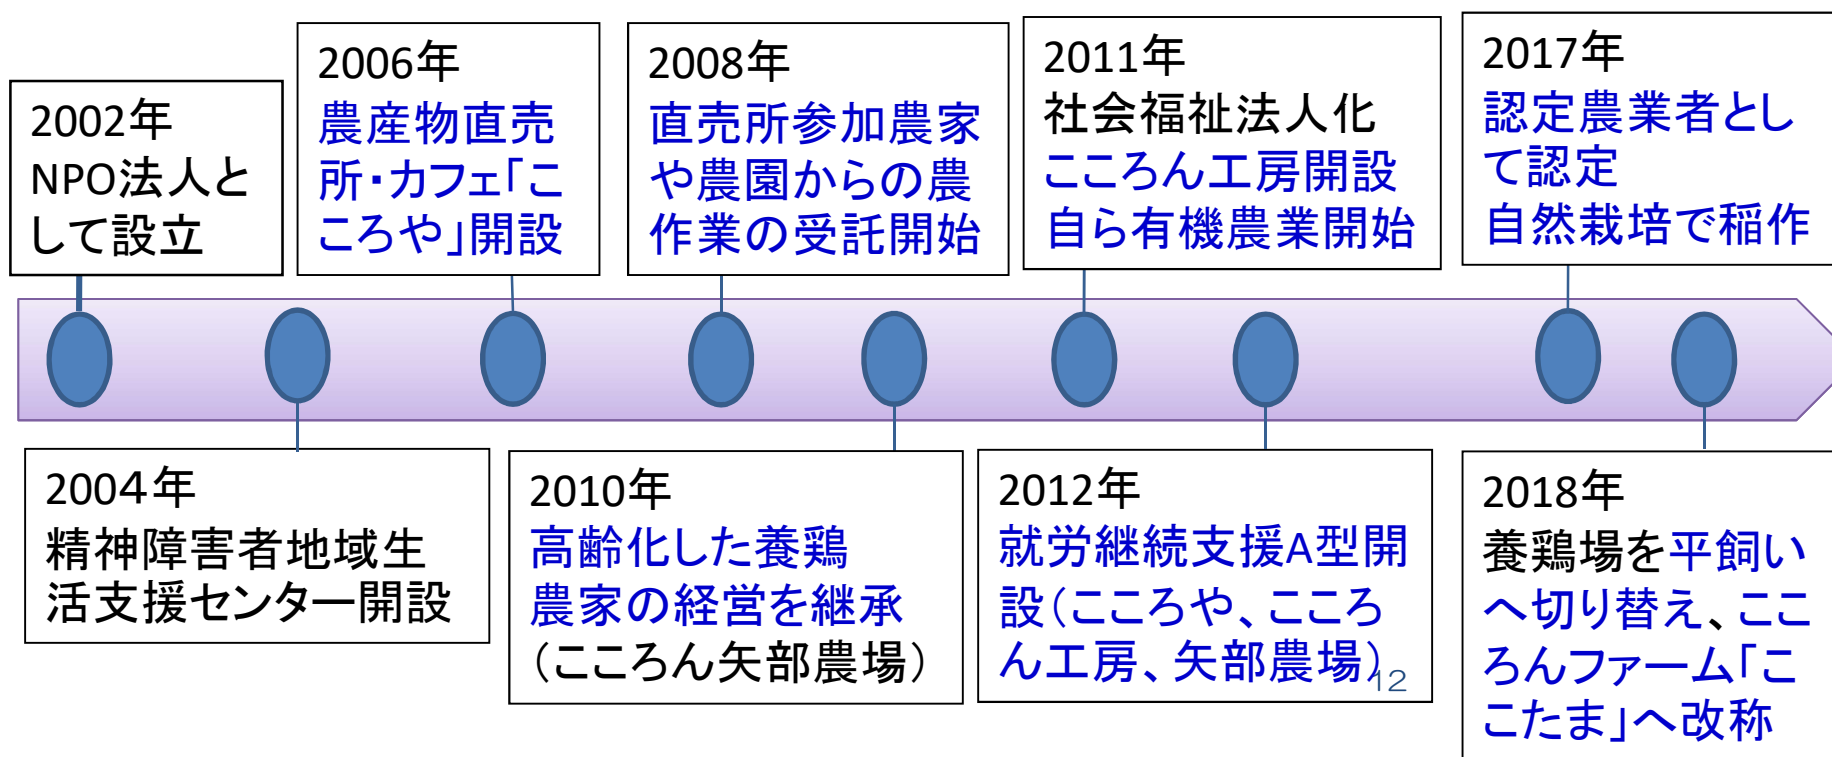 2002年
NPO法人と
して設立
2006年
農産物直売
所・カフェ「こ
ころや」開設
2008年
直売所参加農家
や農園からの農
作業の受託開始
2011年
社会福祉法人化
こころん工房開設
自ら有機農業開始
2017年
認定農業者とし
て認定
自然栽培で稲作
2004年
精神障害者地域生
活支援センター開設
2010年
高齢化した養鶏
農家の経営を継承
（こころん矢部農場）
2012年
就労継続支援A型開
設（こころや、こころ
ん工房、矢部農場）
12
2018年
養鶏場を平飼い
へ切り替え、ここ
ろんファーム「こ
こたま」へ改称